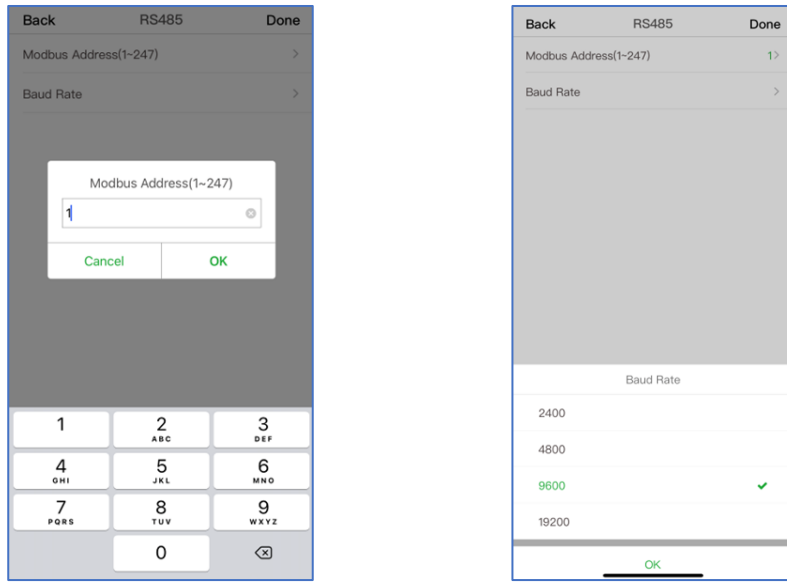 Back RS485 Done
Modbus Address(1~247)
Baud Rate
Modbus Address(1~247)
1
Cancel OK
1 2 3
ABC DEF
4 5 6
GHI JKL MNO
7 8 9
PQRS TUV WXYZ
0
Back RS485 Done
Modbus Address(1~247) 1
Baud Rate
Baud Rate
2400
4800
9600
19200
OK